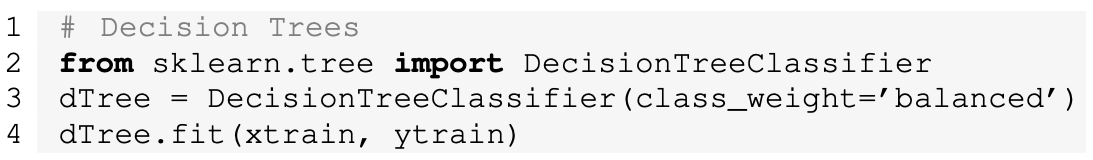 1 # Decision Trees
2 from sklearn.tree import DecisionTreeClassifier
3 dTree = DecisionTreeClassifier(class_weight=’balanced’)
4 dTree.fit(xtrain, ytrain)